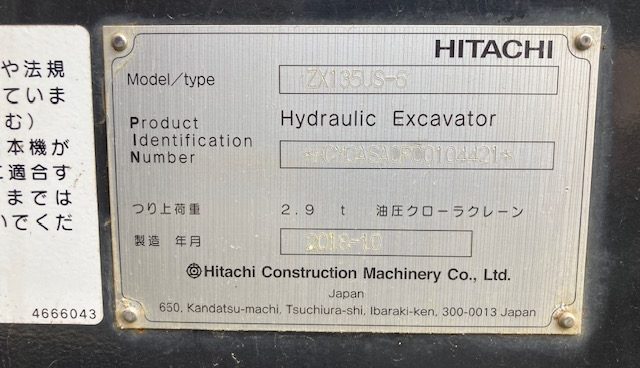 や法規
ていま
む）
本機が
に適合す
までは
いでくだ
4666043
HITACHI
Model/type ZX135US-6
Product Hydraulic Excavator
Identification
Number
つり上荷重 2.9 t 油圧クローラクレーン
製造 年月 2018-10
Hitachi Construction Machinery Co., Ltd.
Japan
650, Kandatsu-machi, Tsuchiura-shi, Ibaraki-ken, 300-0013 Japan